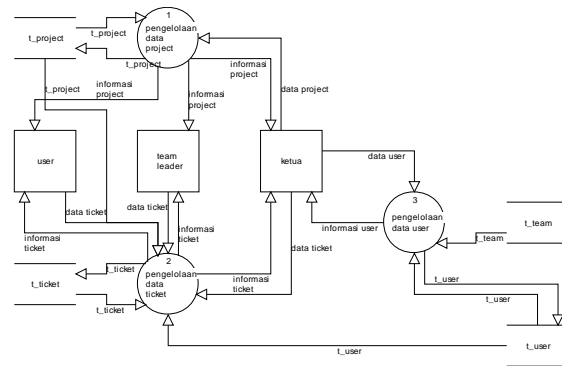 1
pengelolaan
data
project
t_project
t_project
t_project
informasi
project
informasi
project
data project
t_project
informasi
project
user
team
leader
ketua
data user
3
pengelolaan
data user
informasi user
t_team
t_team
data ticket
data ticket
informasi
ticket
informasi
ticket
data ticket
2
pengelolaan
data
ticket
t_ticket
t_ticket
t_ticket
informasi
ticket
t_user
t_user
t_user
t_user